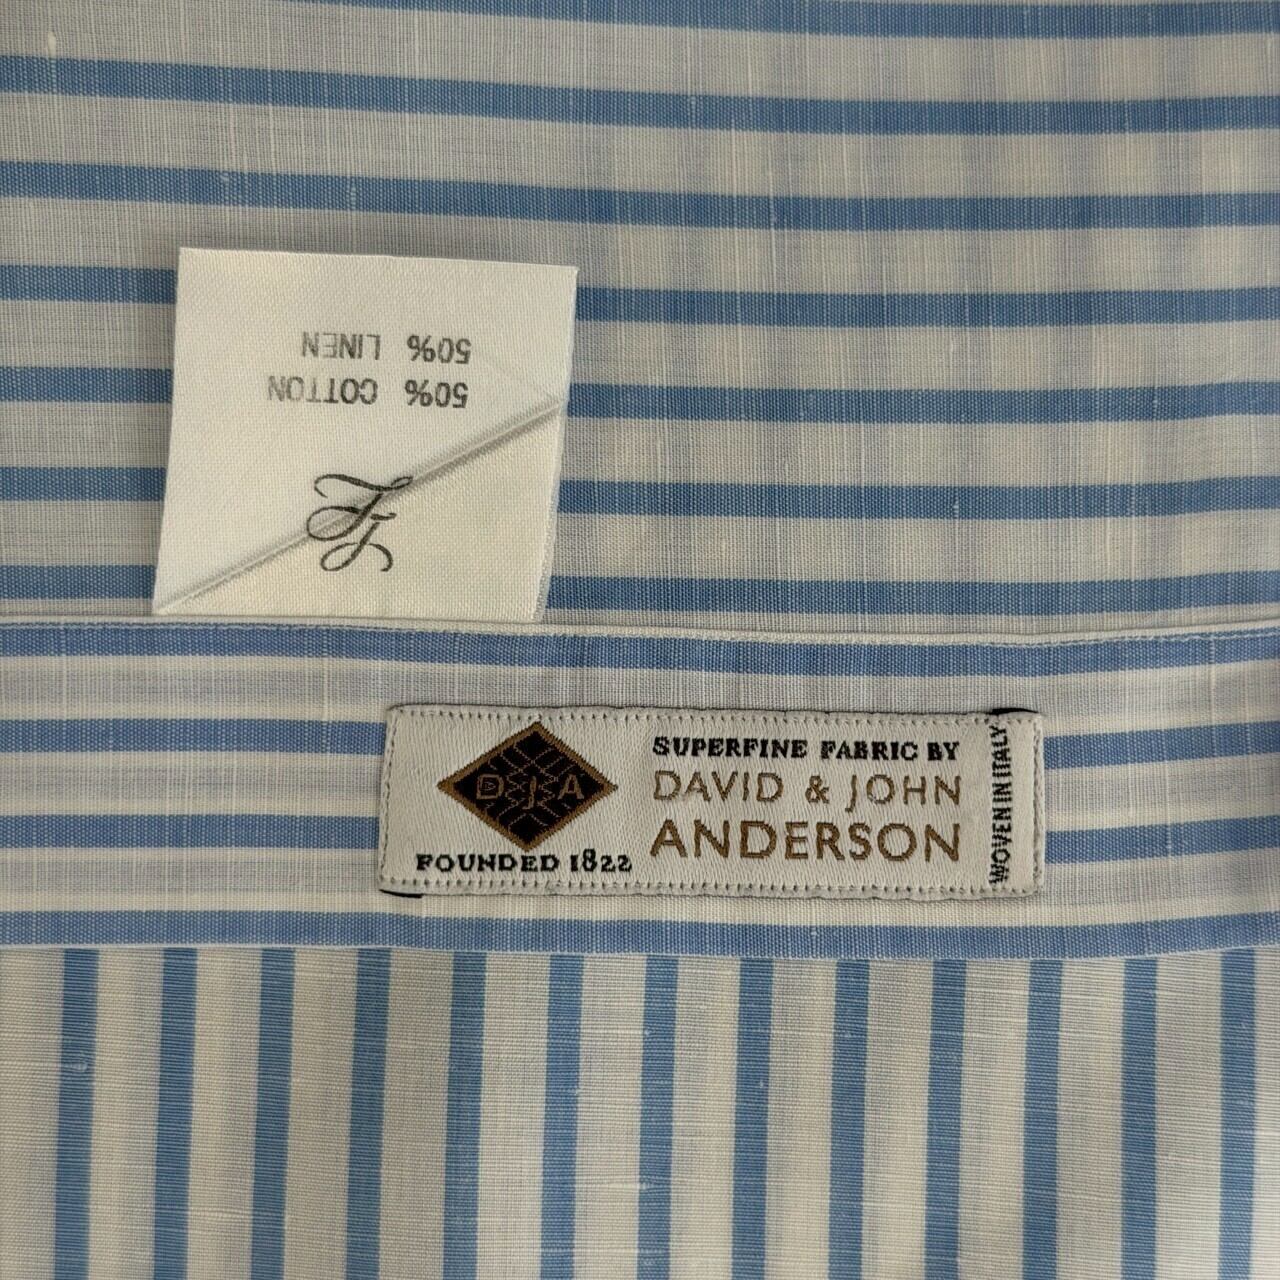 50% COTTON
50% LINEN
D J A
FOUNDED 1822
SUPERFINE FABRIC BY
DAVID & JOHN
ANDERSON
WOVEN IN ITALY